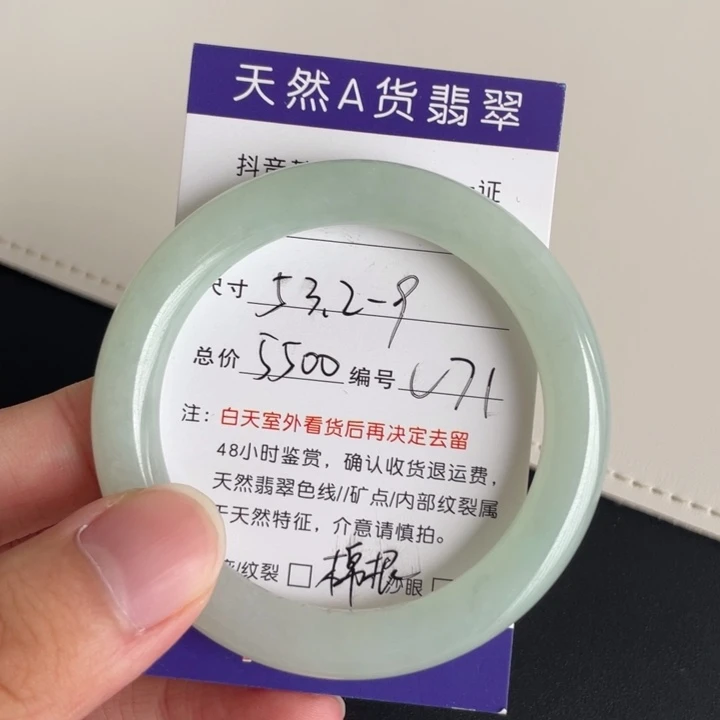 天然A货翡翠
抖音 证
尺寸 53.2-9
总价 5500 编号 U71
注：白天室外看货后再决定去留
48小时鉴赏，确认收货退运费，
天然翡翠色线//矿点/内部纹裂属
于天然特征，介意请慎拍。
/纹裂 □ 棉根 沙眼 □